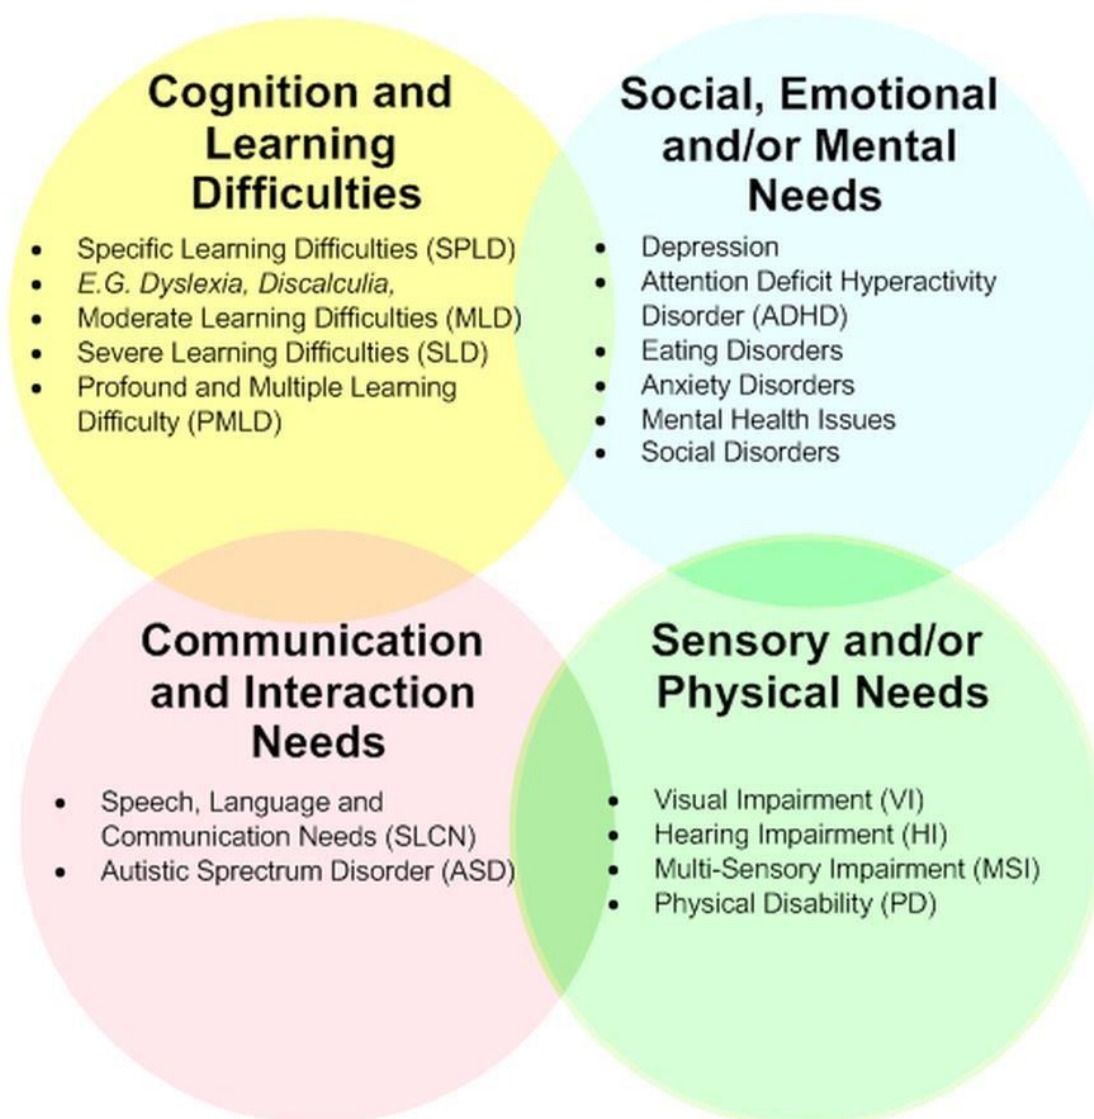 Cognition and
Learning
Difficulties
• Specific Learning Difficulties (SPLD)
• E.G. Dyslexia, Discalculia,
• Moderate Learning Difficulties (MLD)
• Severe Learning Difficulties (SLD)
• Profound and Multiple Learning
Difficulty (PMLD)
Social, Emotional
and/or Mental
Needs
• Depression
• Attention Deficit Hyperactivity
Disorder (ADHD)
• Eating Disorders
• Anxiety Disorders
• Mental Health Issues
• Social Disorders
Communication
and Interaction
Needs
• Speech, Language and
Communication Needs (SLCN)
• Autistic Sprectrum Disorder (ASD)
Sensory and/or
Physical Needs
• Visual Impairment (VI)
• Hearing Impairment (HI)
• Multi-Sensory Impairment (MSI)
• Physical Disability (PD)